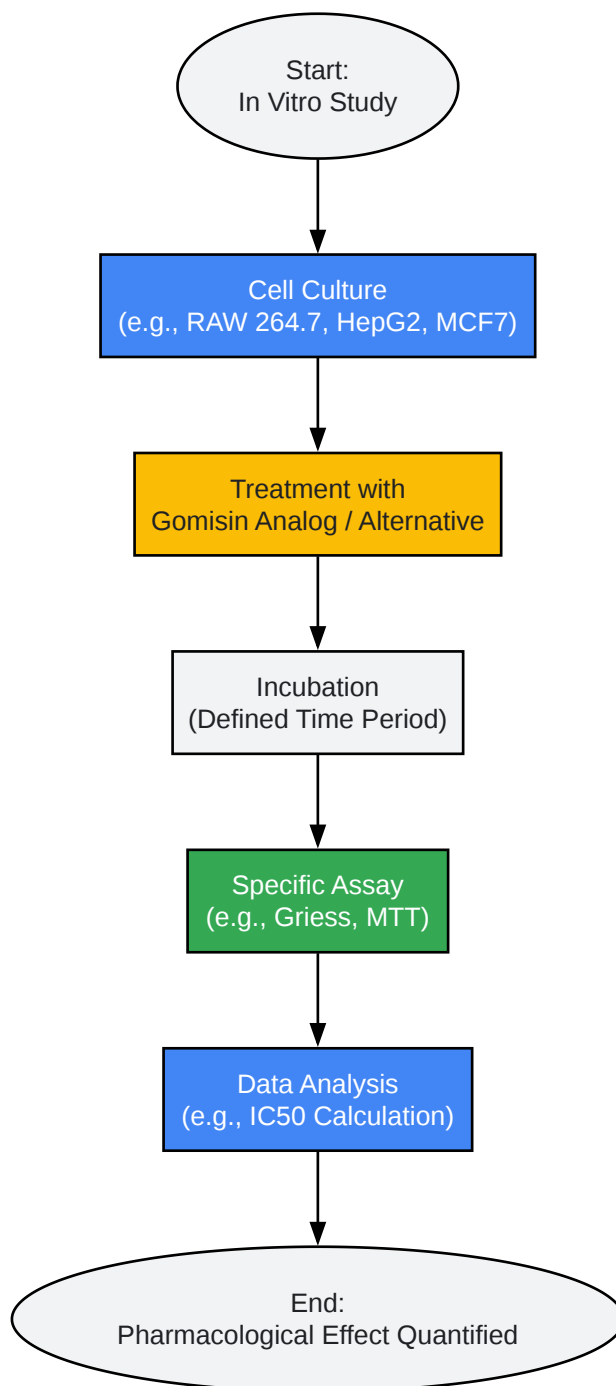 Start:
In Vitro Study
Cell Culture
(e.g., RAW 264.7, HepG2, MCF7)
Treatment with
Gomisin Analog / Alternative
Incubation
(Defined Time Period)
Specific Assay
(e.g., Griess, MTT)
Data Analysis
(e.g., IC50 Calculation)
End:
Pharmacological Effect Quantified